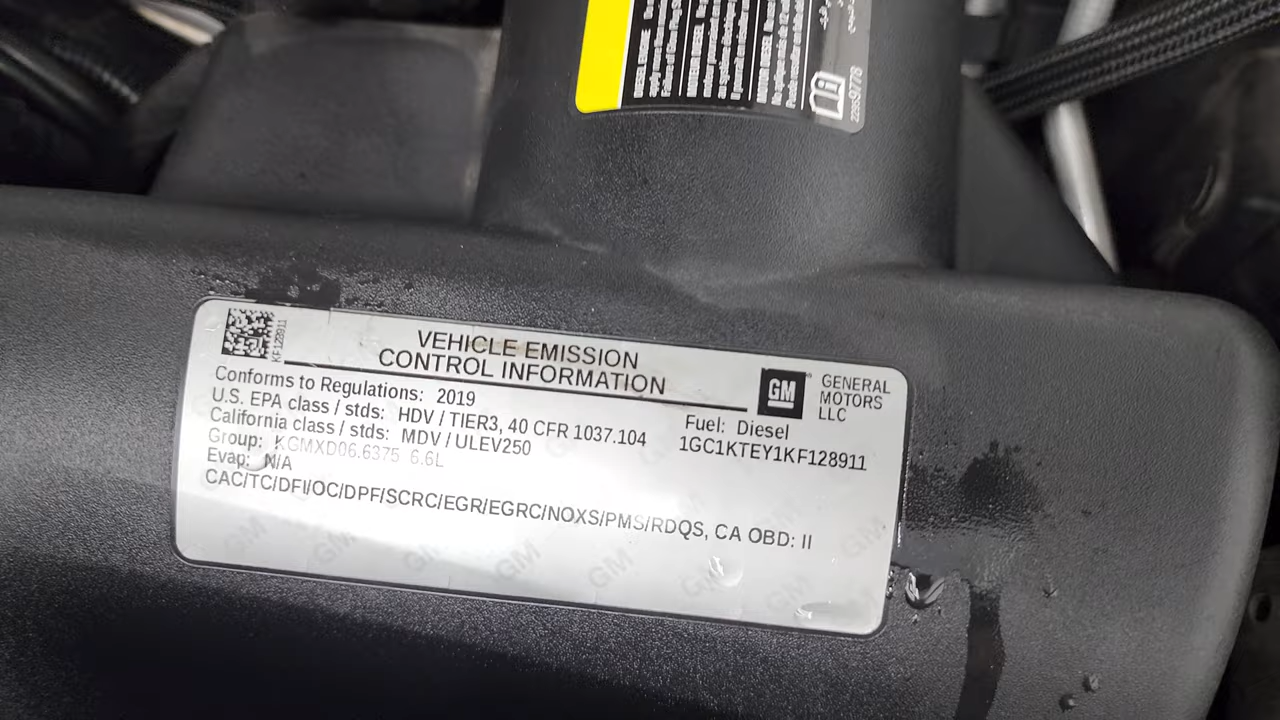 22869778
KF128911
VEHICLE EMISSION
CONTROL INFORMATION
GM
GENERAL
MOTORS
LLC
Conforms to Regulations: 2019
U.S. EPA class / stds: HDV / TIER3, 40 CFR 1037.104
California class / stds: MDV / ULEV250
Group: KGMXD06.6375 6.6L
Evap: N/A
Fuel: Diesel
1GC1KTEY1KF128911
CAC/TC/DFI/OC/DPF/SCRC/EGR/EGRC/NOXS/PMS/RDQS, CA OBD: II